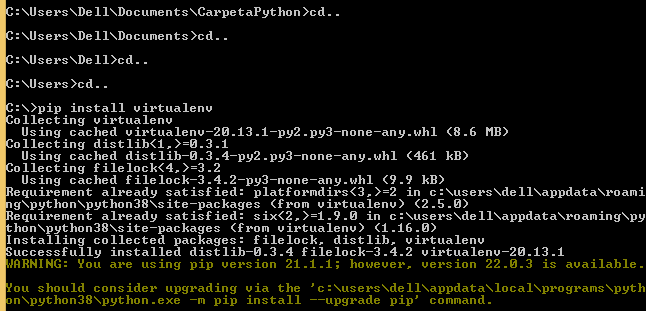 C:\Users\Dell\Documents\CarpetaPython>cd..
C:\Users\Dell\Documents>cd..
C:\Users\Dell>cd..
C:\Users>cd..
C:\>pip install virtualenv
Collecting virtualenv
  Using cached virtualenv-20.13.1-py2.py3-none-any.whl (8.6 MB)
Collecting distlib<1,>=0.3.1
  Using cached distlib-0.3.4-py2.py3-none-any.whl (461 kB)
Collecting filelock<4,>=3.2
  Using cached filelock-3.4.2-py3-none-any.whl (9.9 kB)
Requirement already satisfied: platformdirs<3,>=2 in c:\users\dell\appdata\roami
ng\python\python38\site-packages (from virtualenv) (2.5.0)
Requirement already satisfied: six<2,>=1.9.0 in c:\users\dell\appdata\roaming\py
thon\python38\site-packages (from virtualenv) (1.16.0)
Installing collected packages: filelock, distlib, virtualenv
Successfully installed distlib-0.3.4 filelock-3.4.2 virtualenv-20.13.1
WARNING: You are using pip version 21.1.1; however, version 22.0.3 is available.
You should consider upgrading via the 'c:\users\dell\appdata\local\programs\pyth
on\python38\python.exe -m pip install --upgrade pip' command.